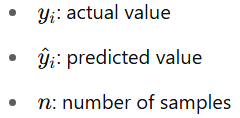 • yᵢ: actual value
• ŷᵢ: predicted value
• n: number of samples